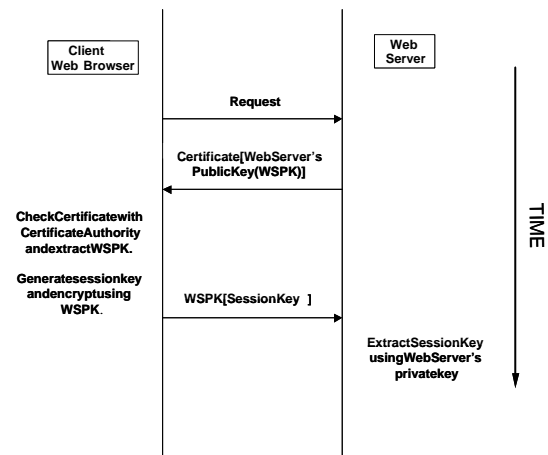 Client
Web Browser
Web
Server
Request
Certificate[WebServer's
PublicKey(WSPK)]
CheckCertificatewith
CertificateAuthority
andextractWSPK.
Generatesessionkey
andencryptusing
WSPK.
WSPK[SessionKey ]
ExtractSessionKey
usingWebServer's
privatekey
TIME